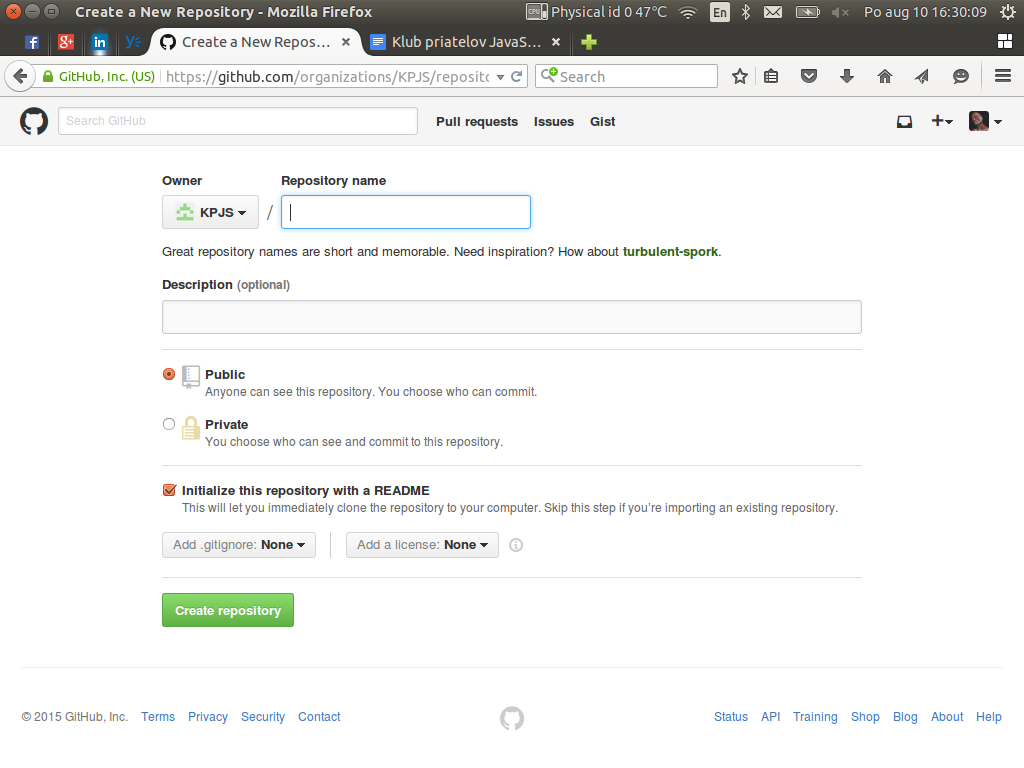 Create a New Repository - Mozilla Firefox
Physical id 0 47°C En Po aug 10 16:30:09
Create a New Repos... Klub priatelov JavaS...
GitHub, Inc. (US) https://github.com/organizations/KPJS/reposito Search
Search GitHub Pull requests Issues Gist
Owner Repository name
KPJS /
Great repository names are short and memorable. Need inspiration? How about turbulent-spork.
Description (optional)
Public
Anyone can see this repository. You choose who can commit.
Private
You choose who can see and commit to this repository.
Initialize this repository with a README
This will let you immediately clone the repository to your computer. Skip this step if you're importing an existing repository.
Add .gitignore: None Add a license: None
Create repository
© 2015 GitHub, Inc. Terms Privacy Security Contact Status API Training Shop Blog About Help